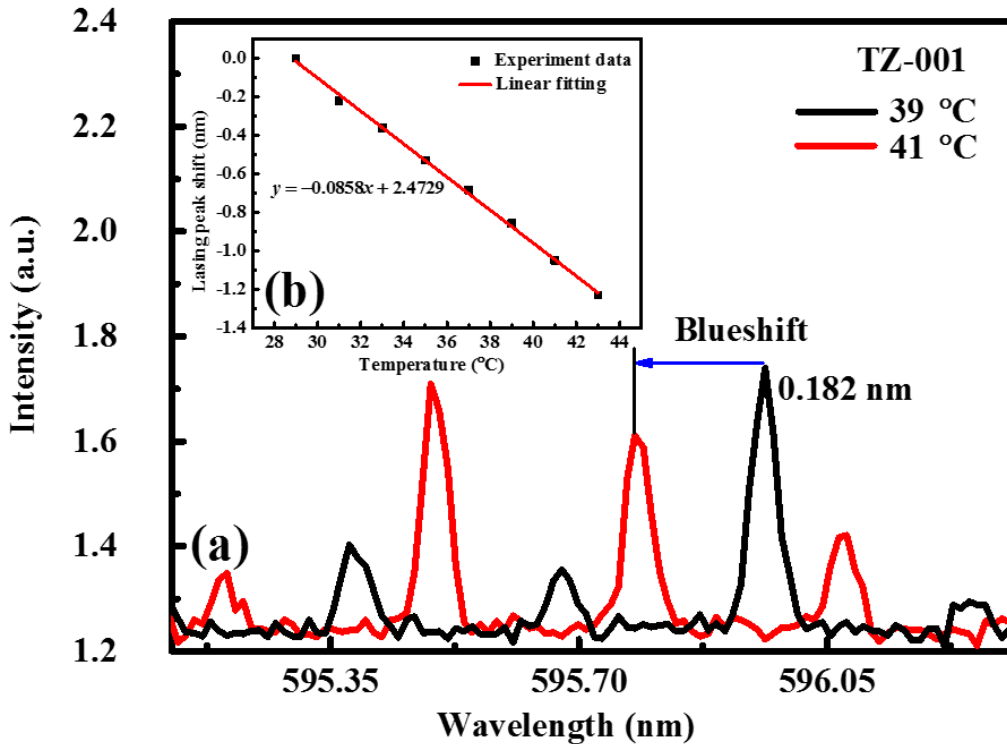 2.4
2.2
2.0
1.8
1.6
1.4
1.2
Intensity (a.u.)
595.35 595.70 596.05
Wavelength (nm)
(a)
TZ-001
39 °C
41 °C
Blueshift
0.182 nm
0.0
-0.2
-0.4
-0.6
-0.8
-1.0
-1.2
-1.4
Lasing peak shift (nm)
28 30 32 34 36 38 40 42 44
Temperature (°C)
(b)
Experiment data
Linear fitting
y = −0.0858x + 2.4729